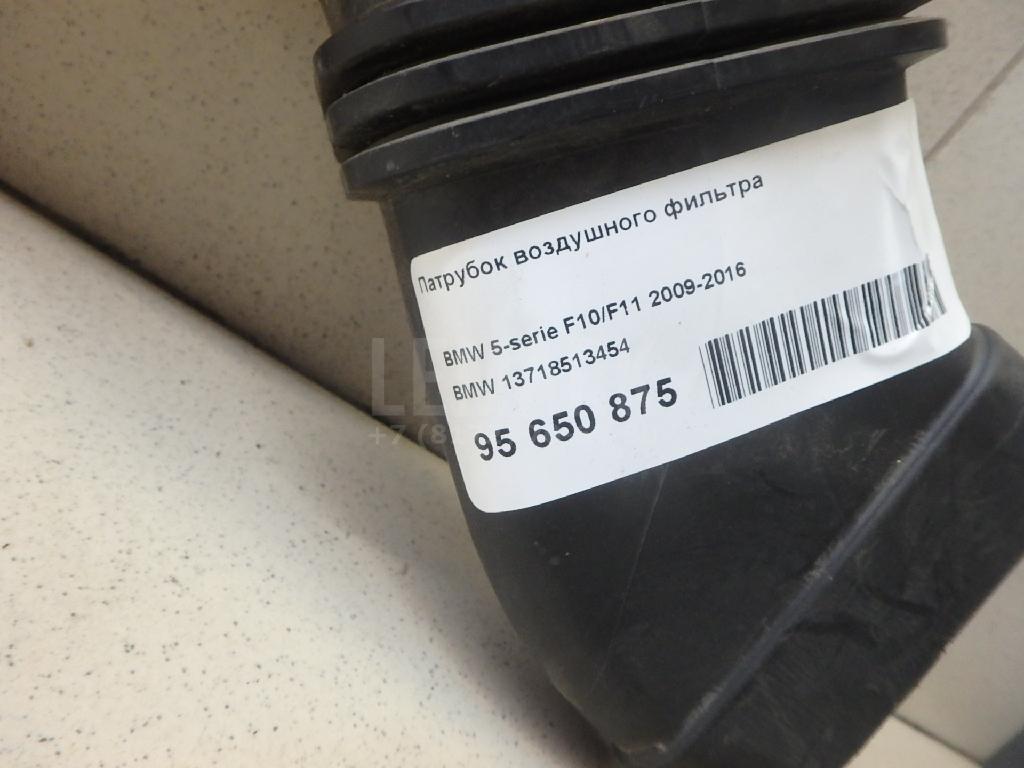 Патрубок воздушного фильтра
BMW 5-serie F10/F11 2009-2016
BMW 13718513454
95 650 875